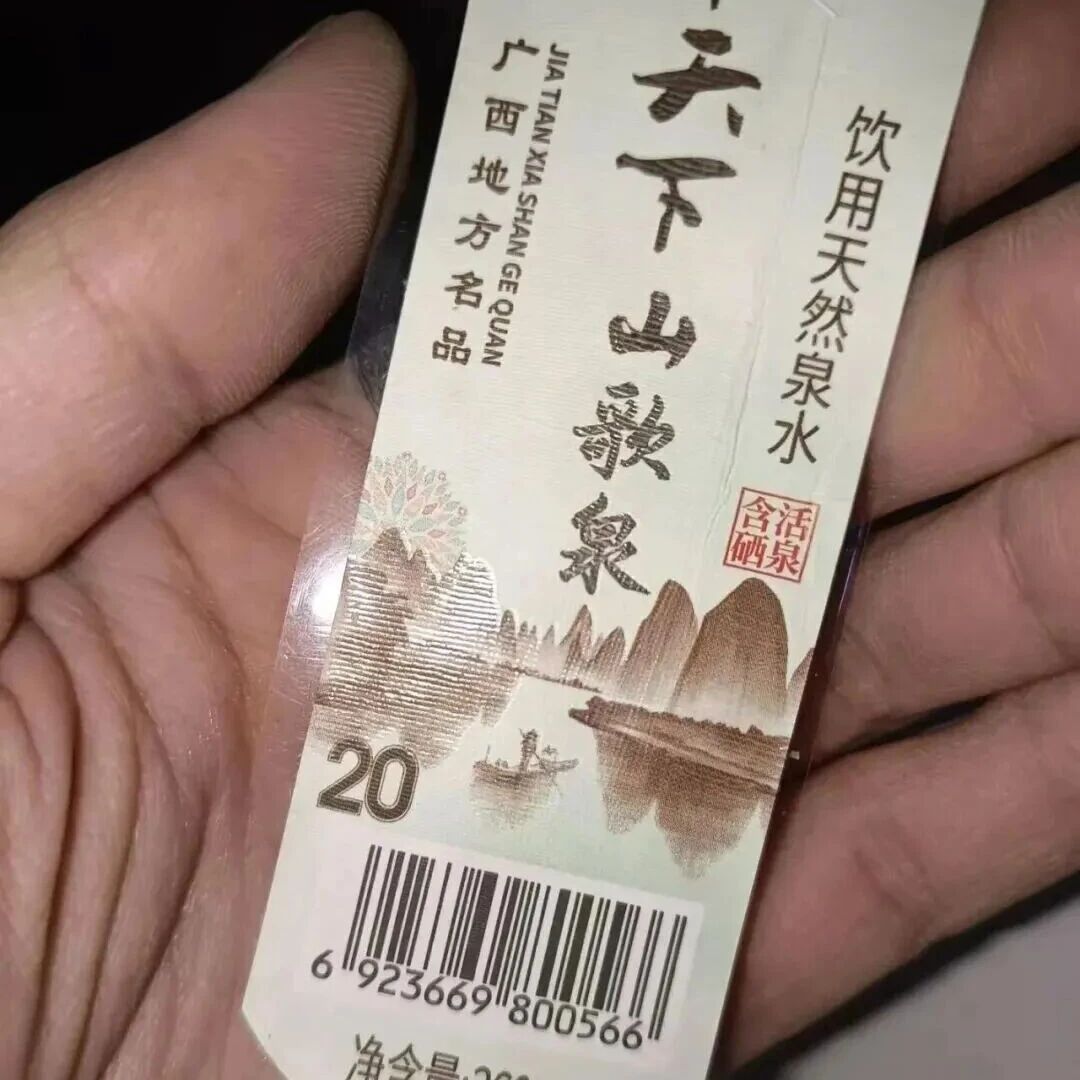 饮用天然泉水
活泉
含硒
天下山歌泉
JIA TIAN XIA SHAN GE QUAN
广西地方名品
20
6 923669 800566
净含量: